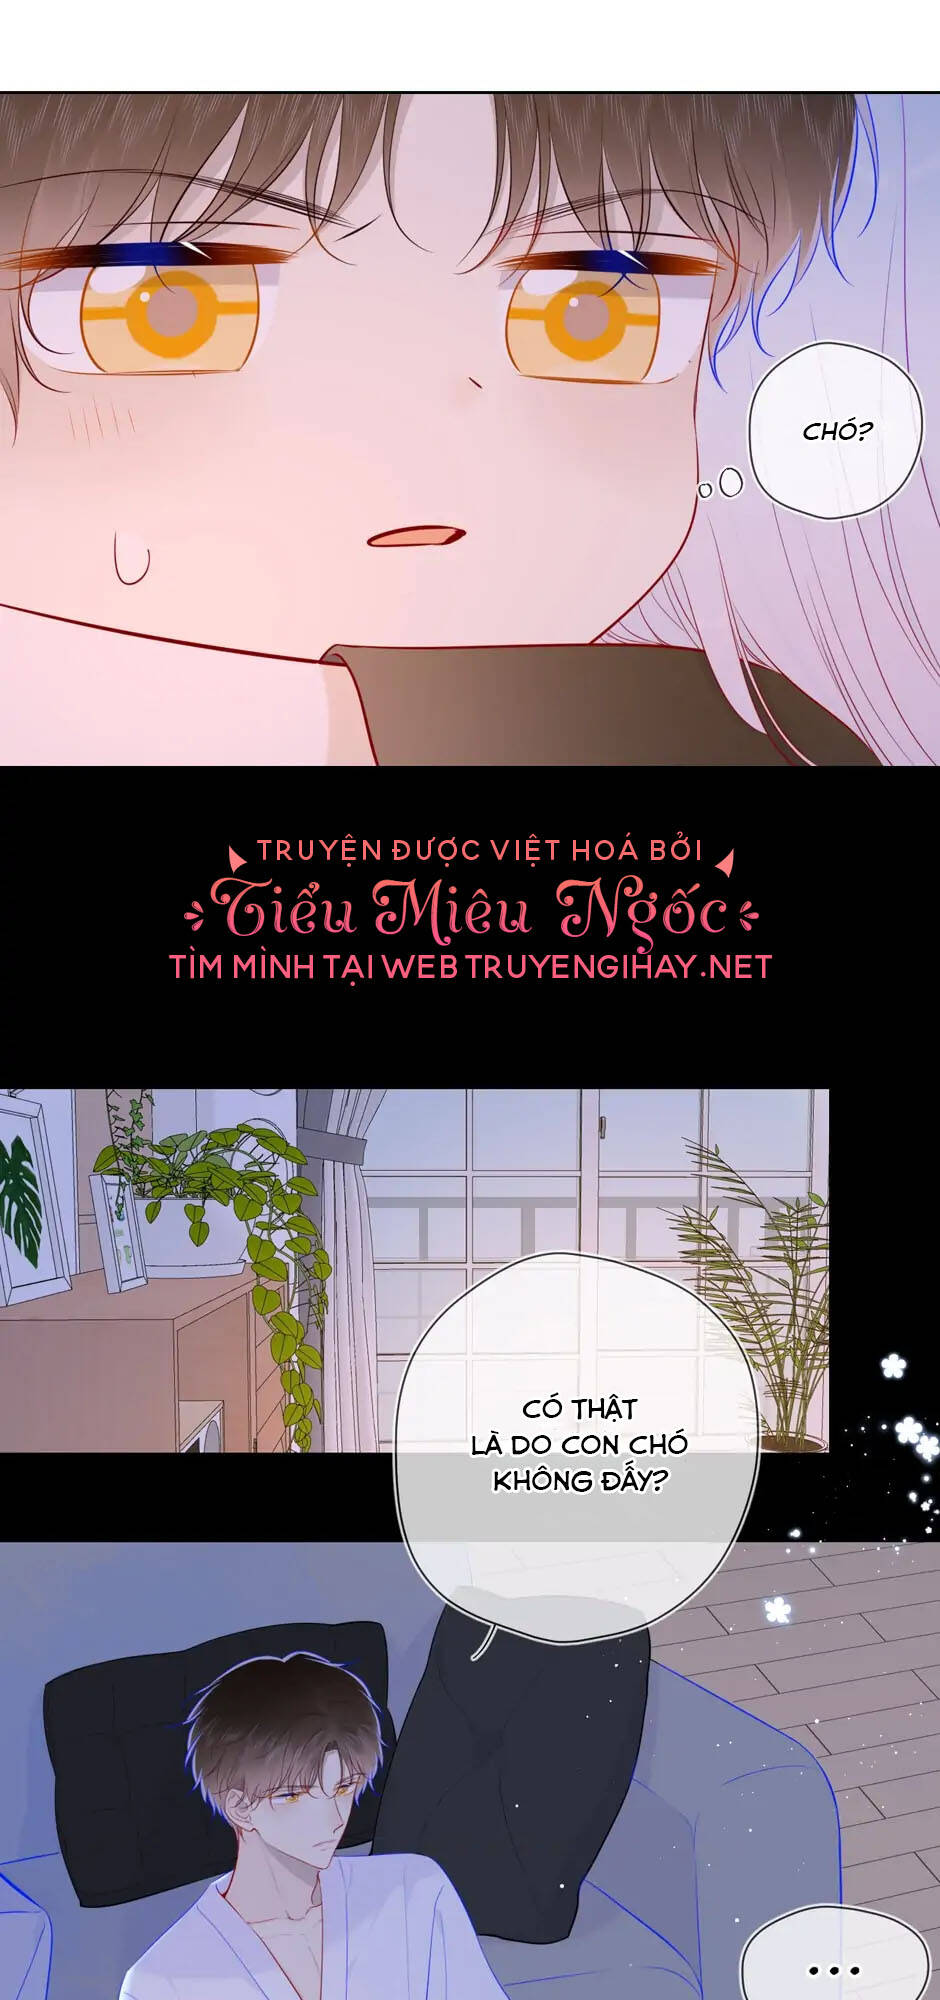 CHÓ?
TRUYỆN ĐƯỢC VIỆT HOÁ BỞI
Tiểu Miêu Ngốc
TÌM MÌNH TẠI WEB TRUYENGIHAY.NET
CÓ THẬT
LÀ DO CON CHÓ
KHÔNG ĐẤY?
...